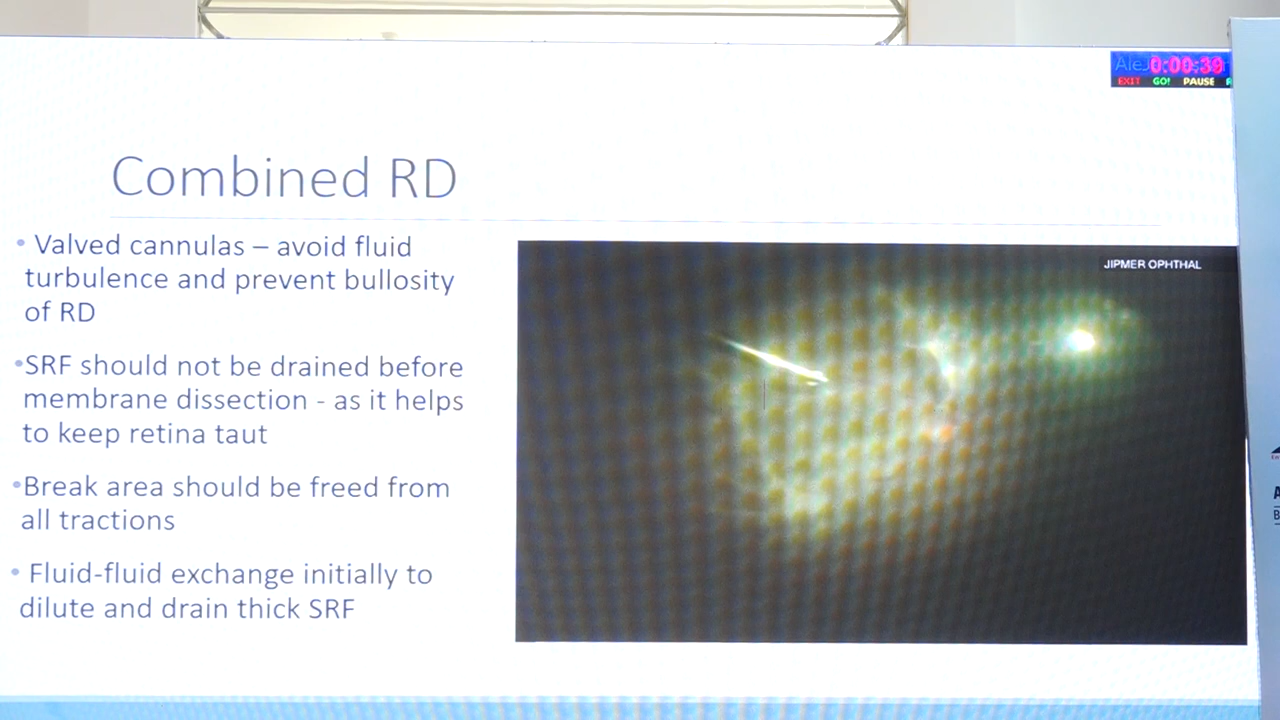 0:00:39
EXIT GO! PAUSE
Combined RD
• Valved cannulas – avoid fluid
turbulence and prevent bullosity
of RD
•SRF should not be drained before
membrane dissection - as it helps
to keep retina taut
•Break area should be freed from
all tractions
• Fluid-fluid exchange initially to
dilute and drain thick SRF
JIPMER OPHTHAL